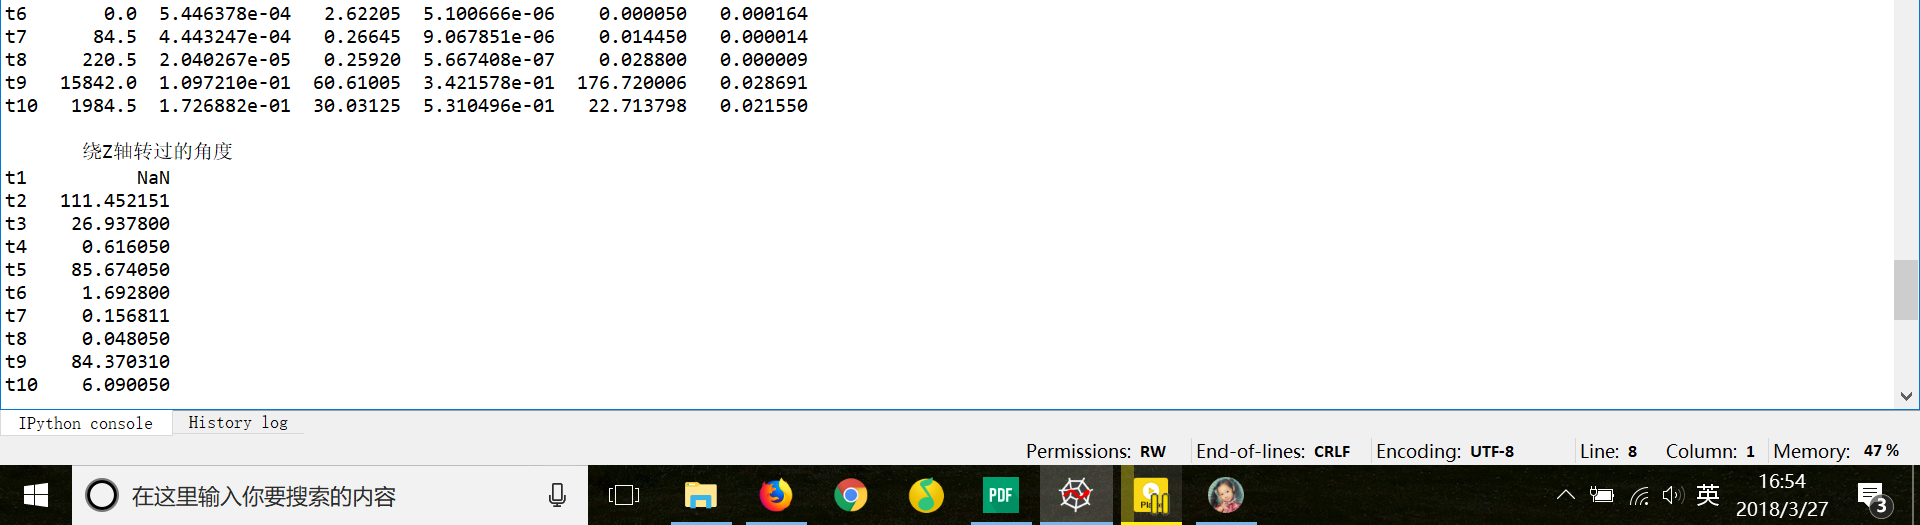 t6       0.0  5.446378e-04   2.62205  5.100666e-06    0.000050   0.000164
t7      84.5  4.443247e-04   0.26645  9.067851e-06    0.014450   0.000014
t8     220.5  2.040267e-05   0.25920  5.667408e-07    0.028800   0.000009
t9   15842.0  1.097210e-01  60.61005  3.421578e-01  176.720006   0.028691
t10   1984.5  1.726882e-01  30.03125  5.310496e-01   22.713798   0.021550
绕Z轴转过的角度
t1          NaN
t2   111.452151
t3    26.937800
t4     0.616050
t5    85.674050
t6     1.692800
t7     0.156811
t8     0.048050
t9    84.370310
t10    6.090050
IPython console History log
Permissions: RW End-of-lines: CRLF Encoding: UTF-8 Line: 8 Column: 1 Memory: 47 %
在这里输入你要搜索的内容 PDF 英 16:54
2018/3/27 3